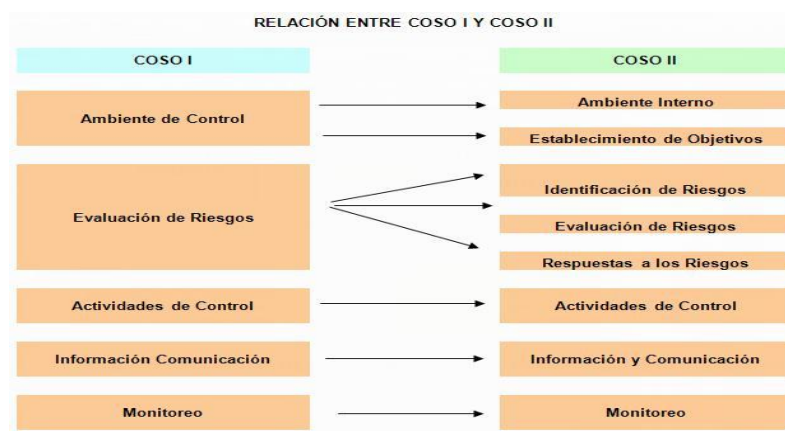 RELACIÓN ENTRE COSO I Y COSO II
COSO I
COSO II
Ambiente de Control
Ambiente Interno
Establecimiento de Objetivos
Evaluación de Riesgos
Identificación de Riesgos
Evaluación de Riesgos
Respuestas a los Riesgos
Actividades de Control
Actividades de Control
Información Comunicación
Información y Comunicación
Monitoreo
Monitoreo